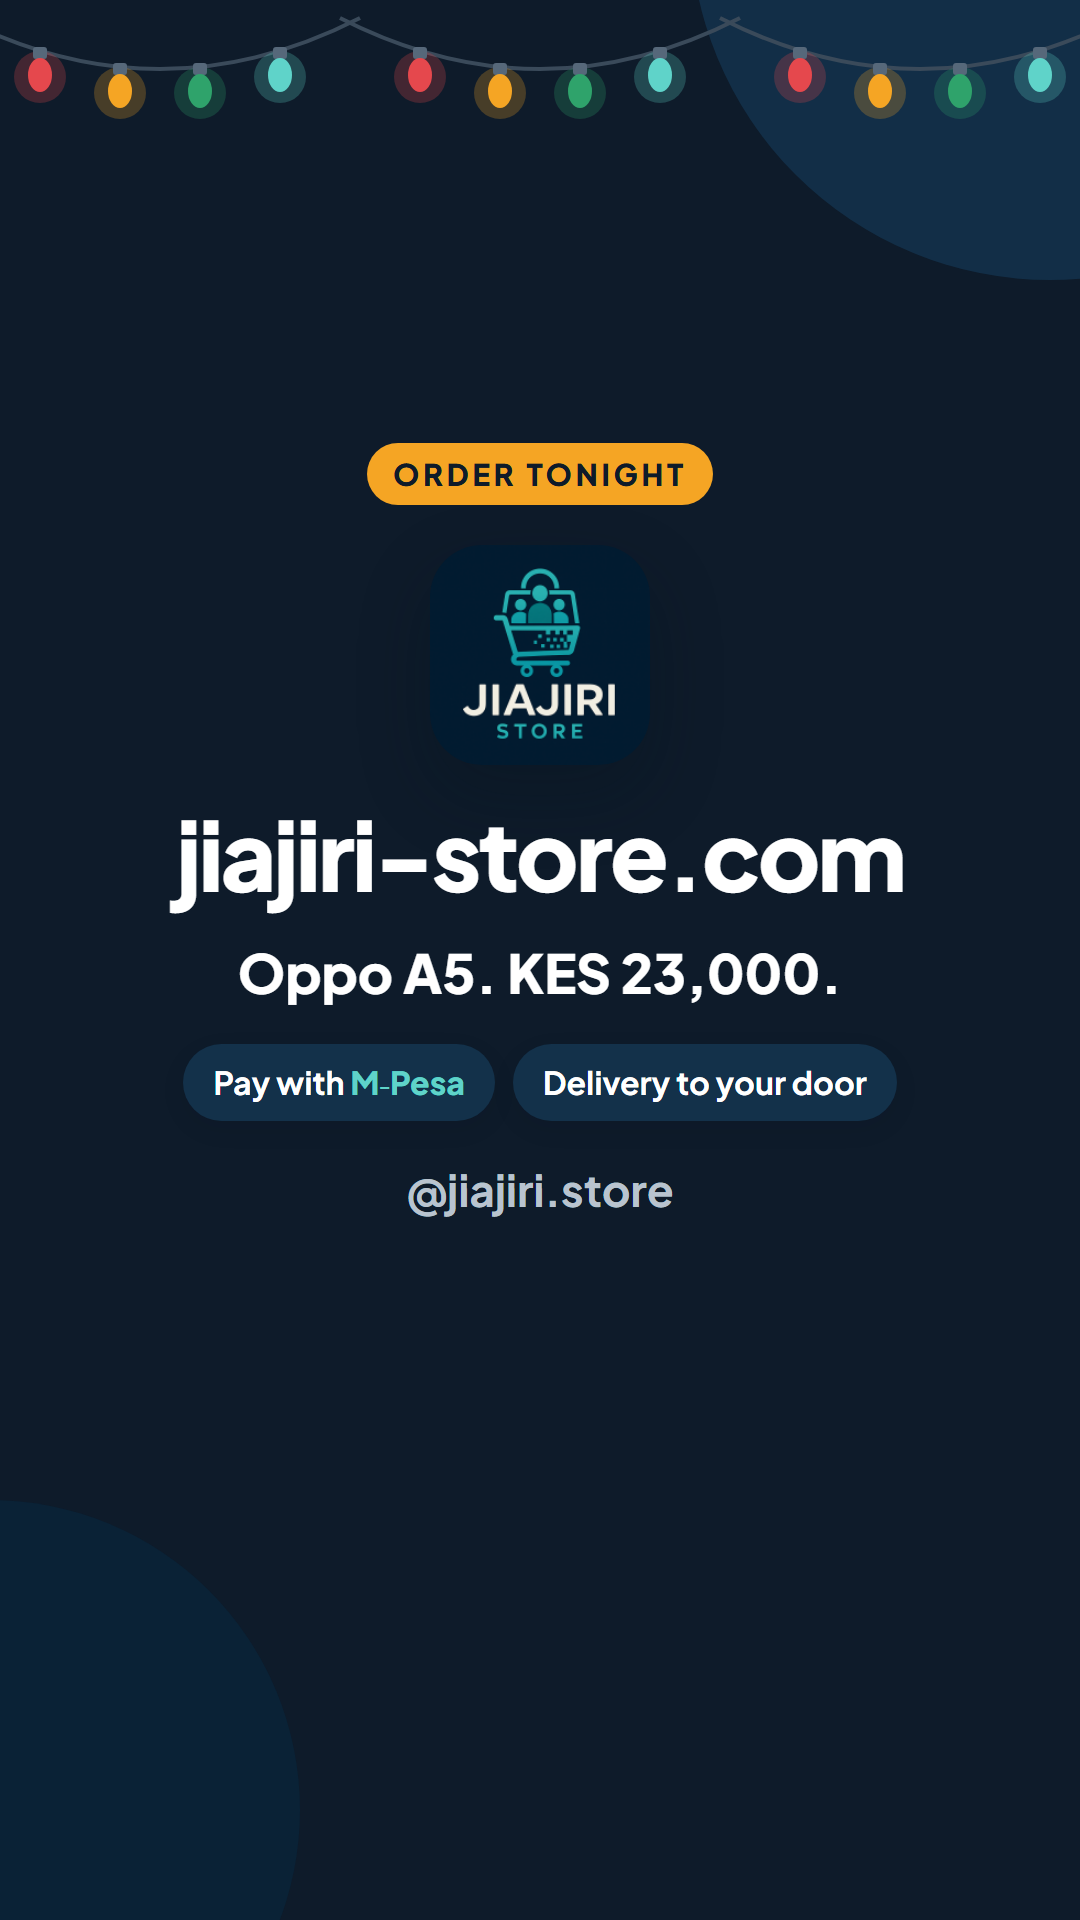 ORDER TONIGHT
JIAJIRI
STORE
jiajiri-store.com
Oppo A5. KES 23,000.
Pay with M-Pesa
Delivery to your door
@jiajiri.store